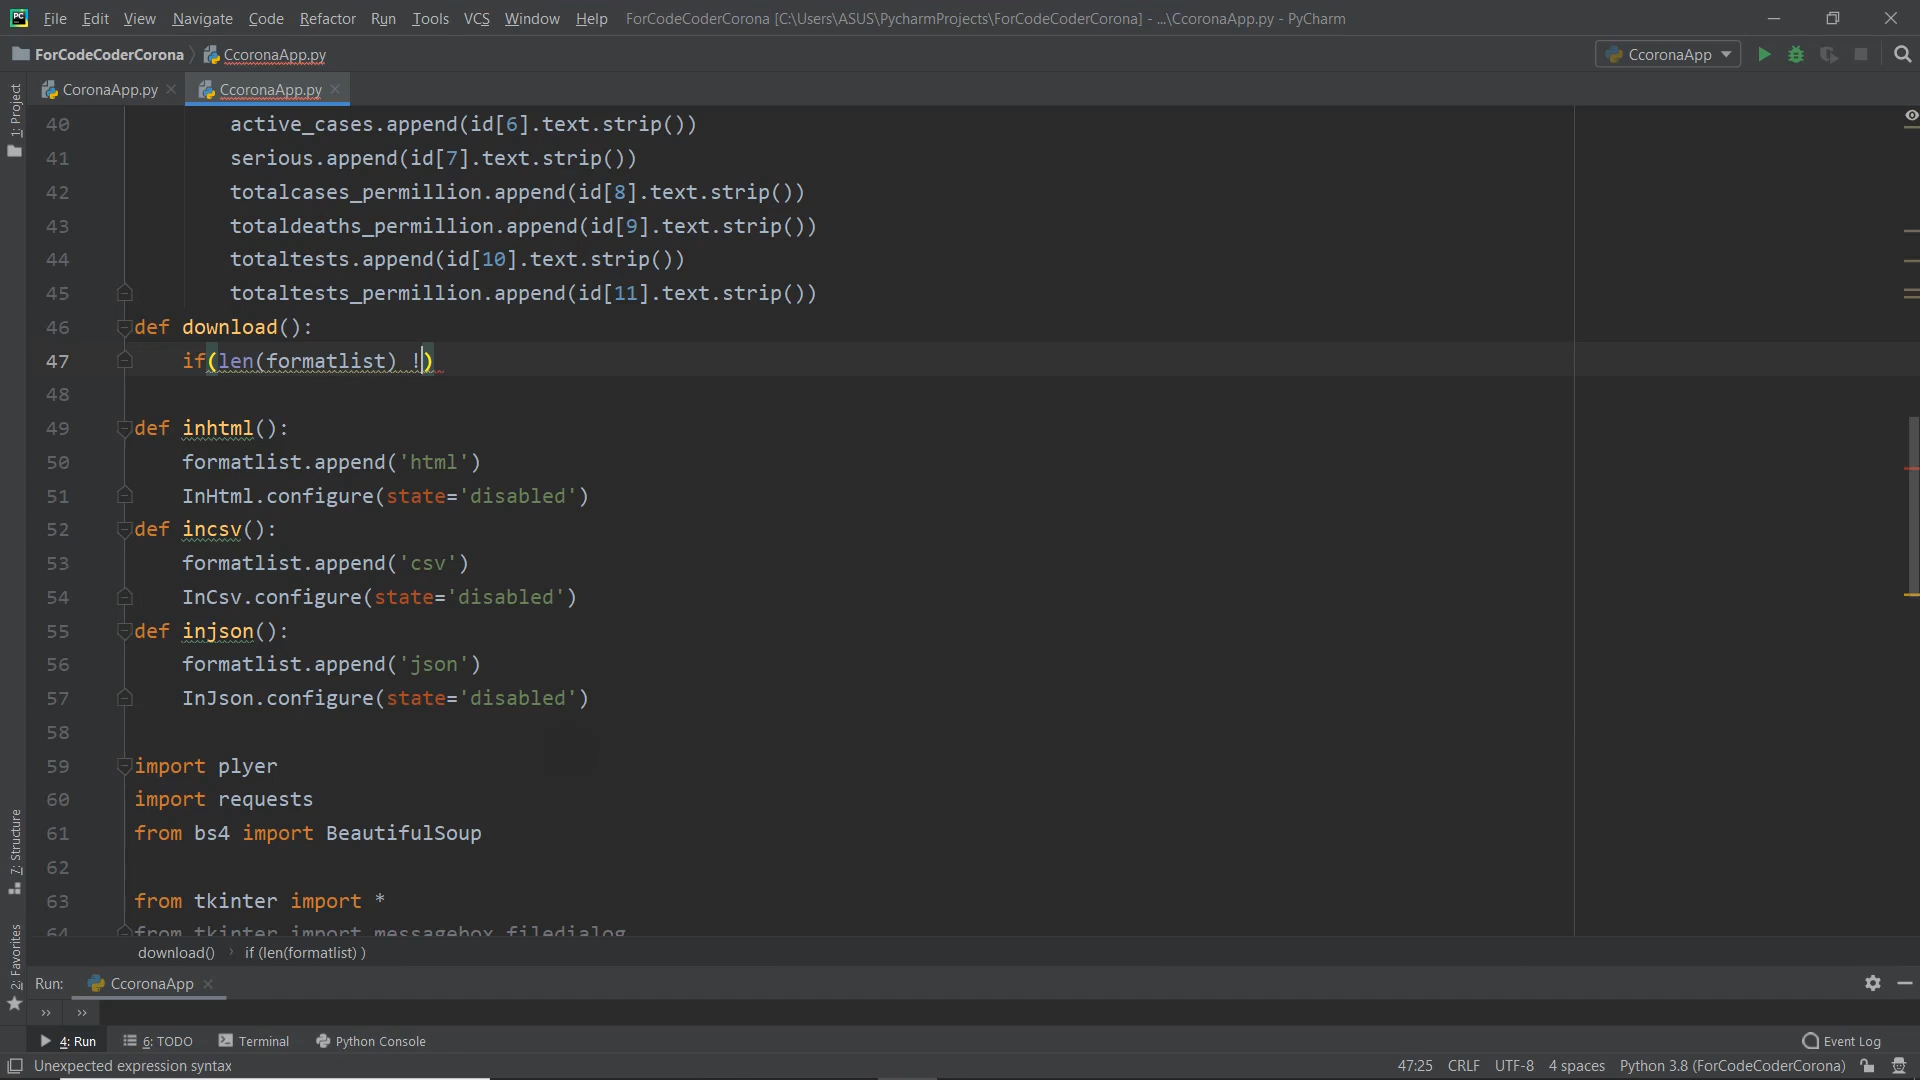 File Edit View Navigate Code Refactor Run Tools VCS Window Help ForCodeCoderCorona [C:\Users\ASUS\PycharmProjects\ForCodeCoderCorona] - ...\CcoronaApp.py - PyCharm
ForCodeCoderCorona CcoronaApp.py CcoronaApp
CoronaApp.py CcoronaApp.py
1: Project
40 active_cases.append(id[6].text.strip())
41 serious.append(id[7].text.strip())
42 totalcases_permillion.append(id[8].text.strip())
43 totaldeaths_permillion.append(id[9].text.strip())
44 totaltests.append(id[10].text.strip())
45 totaltests_permillion.append(id[11].text.strip())
46 def download():
47 if(len(formatlist) !)
48
49 def inhtml():
50 formatlist.append('html')
51 InHtml.configure(state='disabled')
52 def incsv():
53 formatlist.append('csv')
54 InCsv.configure(state='disabled')
55 def injson():
56 formatlist.append('json')
57 InJson.configure(state='disabled')
58
59 import plyer
60 import requests
61 from bs4 import BeautifulSoup
62
63 from tkinter import *
64 from tkinter import messagebox,filedialog
7: Structure
2: Favorites
download() if (len(formatlist) )
Run: CcoronaApp
4: Run 6: TODO Terminal Python Console Event Log
Unexpected expression syntax 47:25 CRLF UTF-8 4 spaces Python 3.8 (ForCodeCoderCorona)